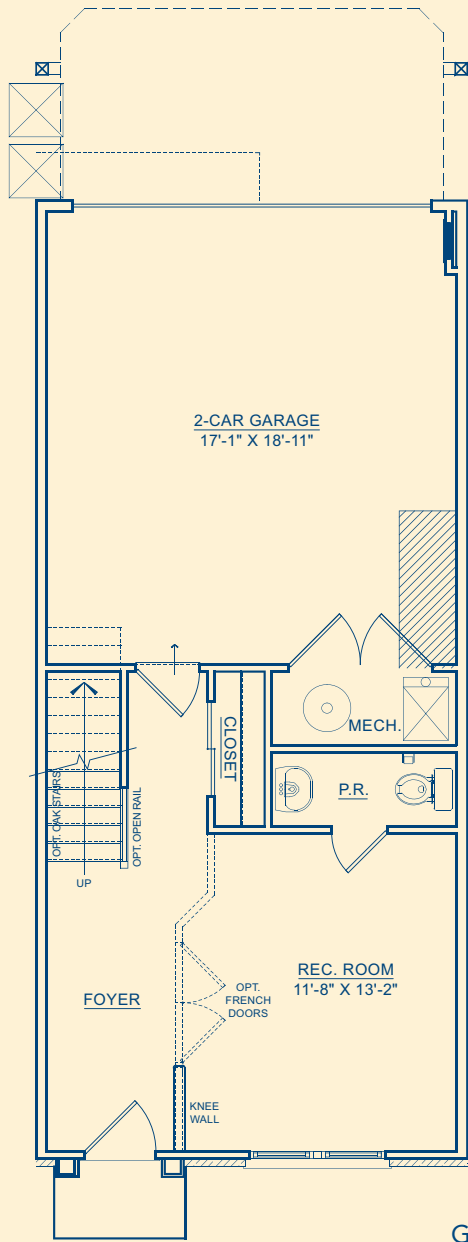 2-CAR GARAGE
17'-1" X 18'-11"
MECH.
CLOSET
P.R.
OPT. OAK STAIRS
OPT. OPEN RAIL
UP
REC. ROOM
11'-8" X 13'-2"
OPT.
FRENCH
DOORS
FOYER
KNEE
WALL
G